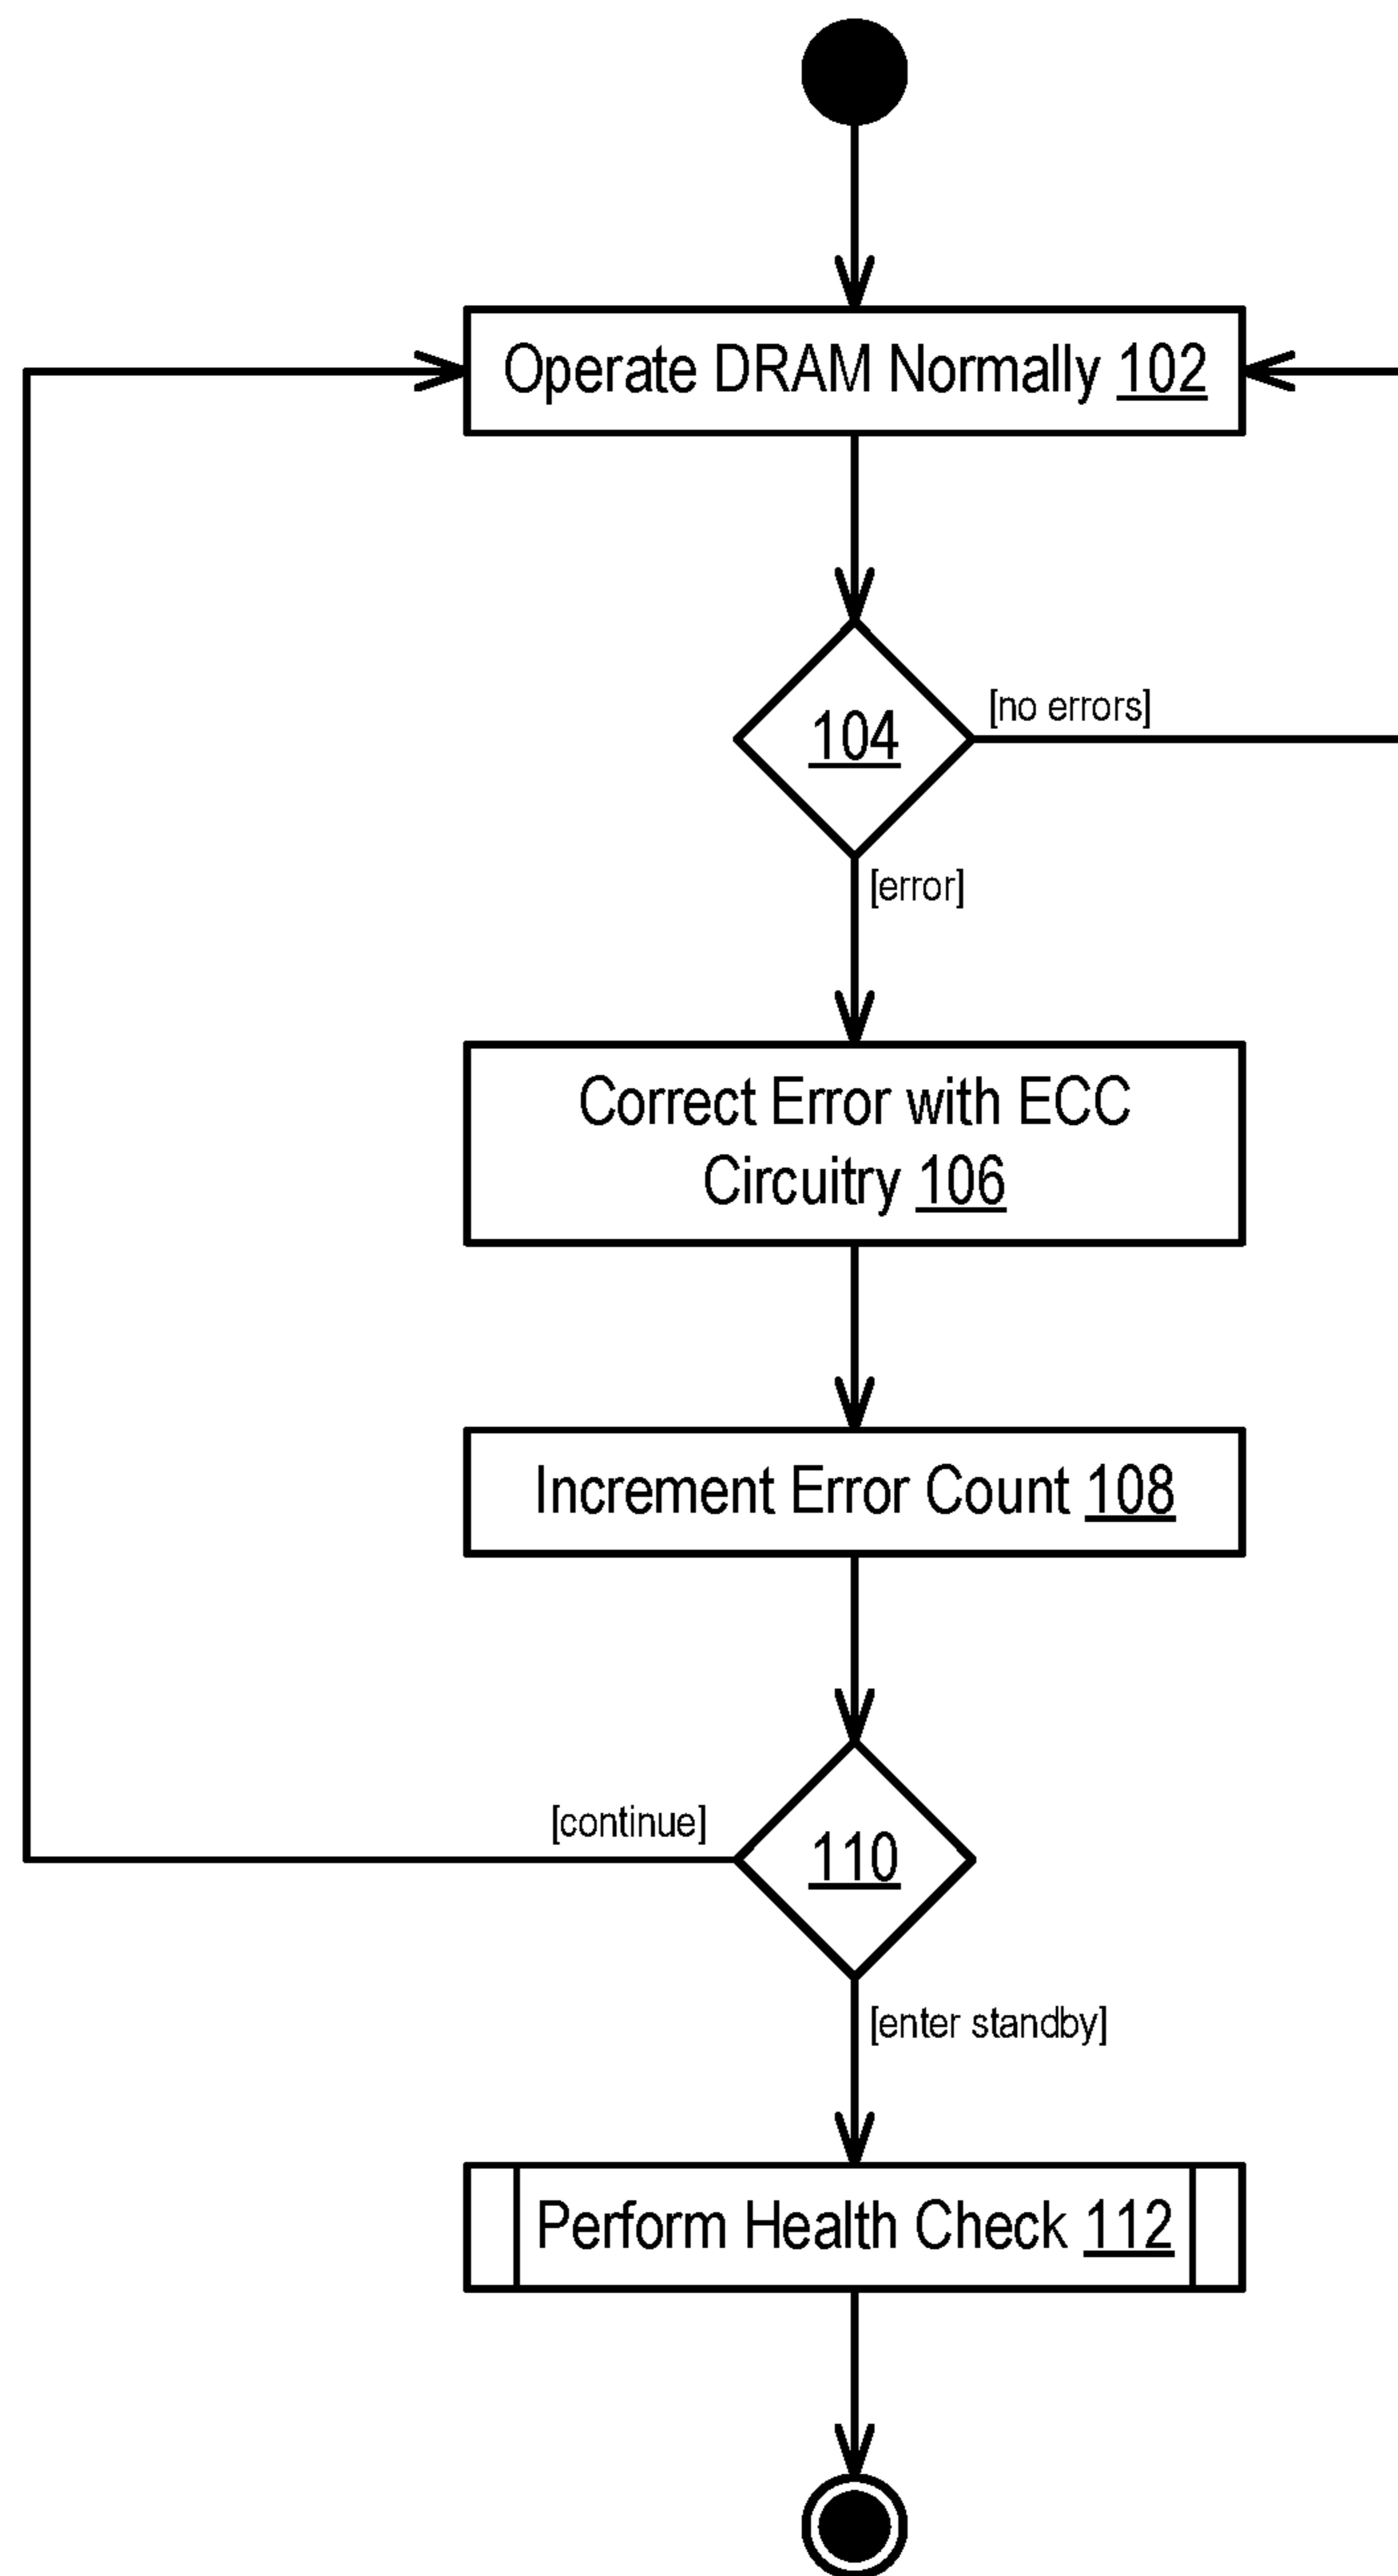 Operate DRAM Normally 102
[no errors]
104
[error]
Correct Error with ECC
Circuitry 106
Increment Error Count 108
[continue]
110
[enter standby]
Perform Health Check 112